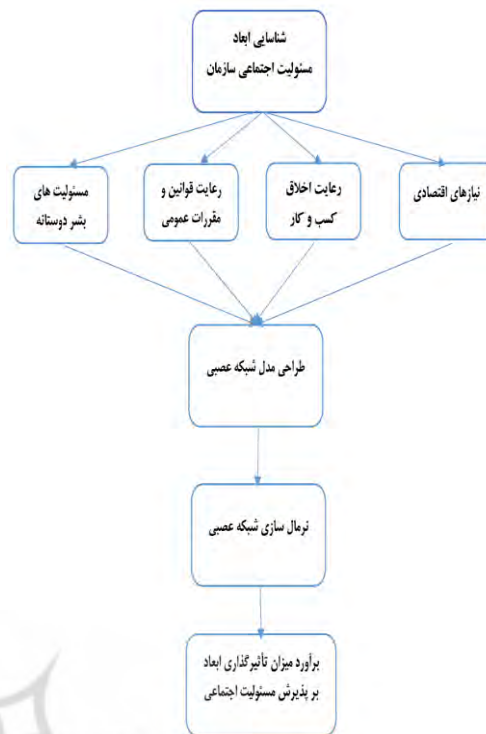 شناسایی ابعاد
مسئولیت اجتماعی سازمان
نیازهای اقتصادی
رعایت اخلاق
کسب و کار
رعایت قوانین و
مقررات عمومی
مسئولیت های
بشر دوستانه
طراحی مدل شبکه عصبی
نرمال سازی شبکه عصبی
برآورد میزان تأثیرگذاری ابعاد
بر پذیرش مسئولیت اجتماعی